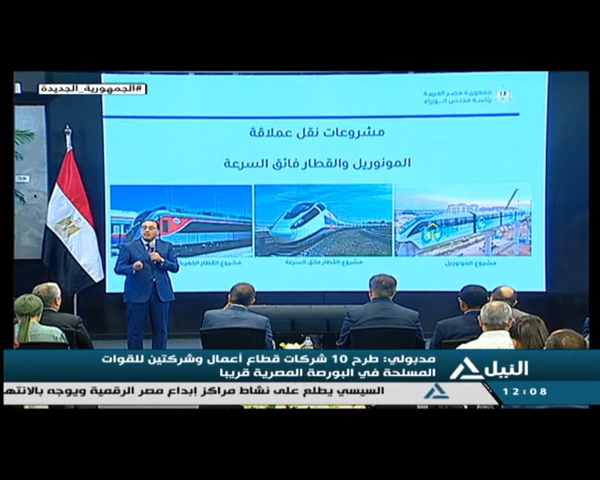 #الجمهورية_الجديدة
جمهورية مصر العربية
رئاسة مجلس الوزراء
مشروعات نقل عملاقة
المونوريل والقطار فائق السرعة
مشروع المونوريل
مشروع القطار فائق السرعة
مشروع القطار الكهربا
مدبولي: طرح 10 شركات قطاع أعمال وشركتين للقوات
المسلحة في البورصة المصرية قريبا
النيل
السيسي يطلع على نشاط مراكز إبداع مصر الرقمية ويوجه بالانته
12:08